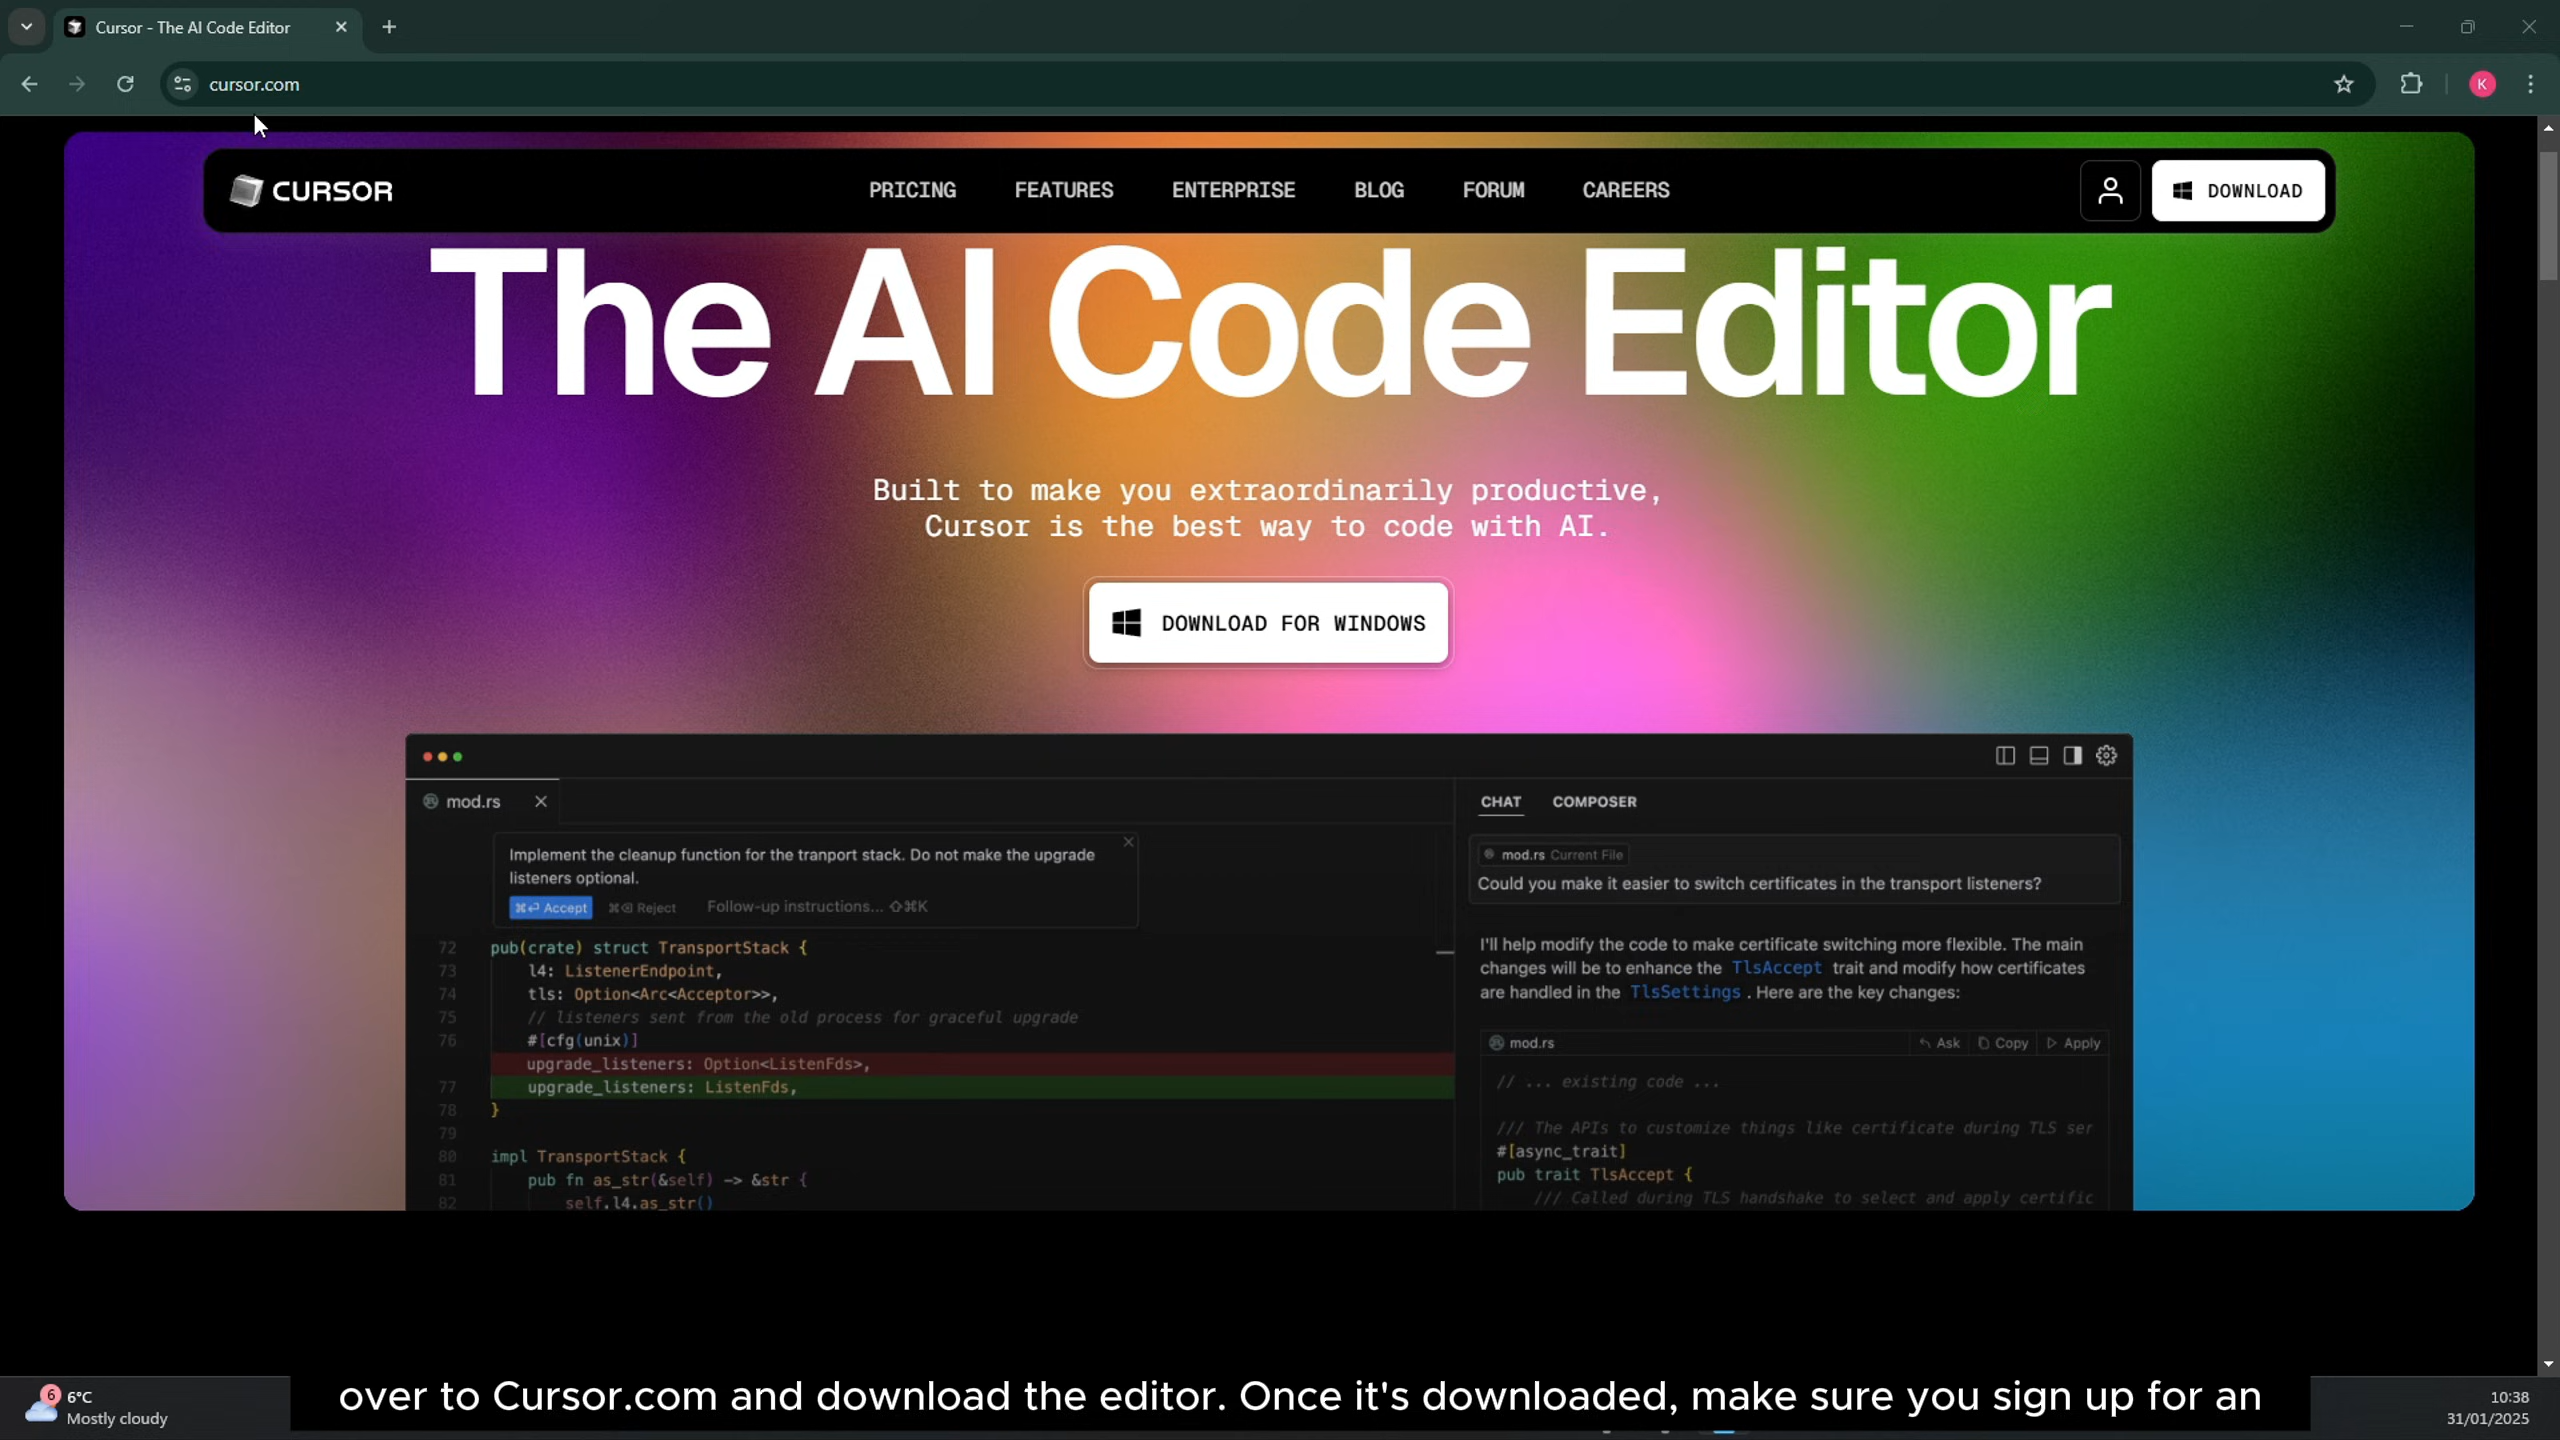 Cursor - The AI Code Editor
cursor.com
K
CURSOR
PRICING FEATURES ENTERPRISE BLOG FORUM CAREERS
DOWNLOAD
The AI Code Editor
Built to make you extraordinarily productive,
Cursor is the best way to code with AI.
DOWNLOAD FOR WINDOWS
mod.rs
Implement the cleanup function for the tranport stack. Do not make the upgrade
listeners optional.
⌘⏎ Accept ⌘⌫ Reject Follow-up instructions... ⇧⌘K
72 pub(crate) struct TransportStack {
73 l4: ListenerEndpoint,
74 tls: Option<Arc<Acceptor>>,
75 // listeners sent from the old process for graceful upgrade
76 #[cfg(unix)]
upgrade_listeners: Option<ListenFds>,
77 upgrade_listeners: ListenFds,
78 }
79
80 impl TransportStack {
81 pub fn as_str(&self) -> &str {
82 self.l4.as_str()
CHAT COMPOSER
mod.rs Current File
Could you make it easier to switch certificates in the transport listeners?
I'll help modify the code to make certificate switching more flexible. The main
changes will be to enhance the TlsAccept trait and modify how certificates
are handled in the TlsSettings . Here are the key changes:
mod.rs Ask Copy Apply
// ... existing code ...
/// The APIs to customize things like certificate during TLS ser
#[async_trait]
pub trait TlsAccept {
/// Called during TLS handshake to select and apply certific
over to Cursor.com and download the editor. Once it's downloaded, make sure you sign up for an
6
6°C
Mostly cloudy
10:38
31/01/2025